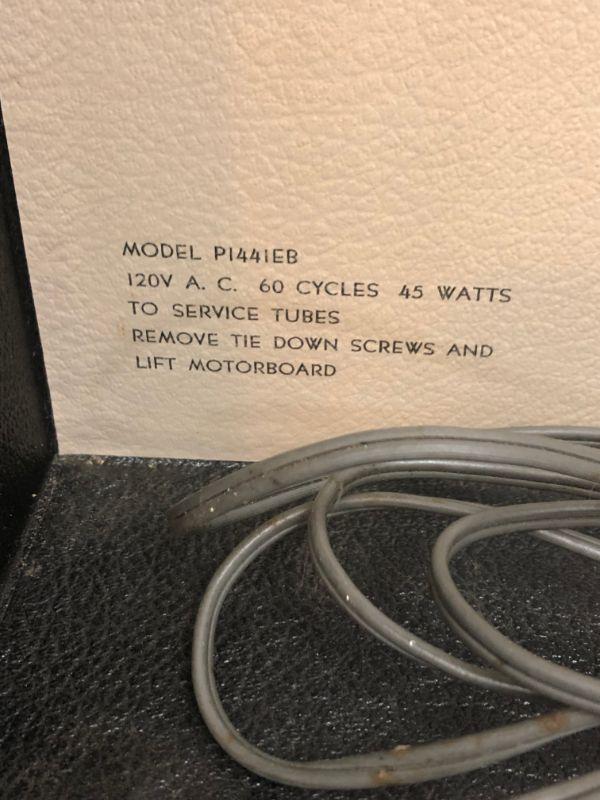 MODEL P1441EB
120V A. C. 60 CYCLES 45 WATTS
TO SERVICE TUBES
REMOVE TIE DOWN SCREWS AND
LIFT MOTORBOARD